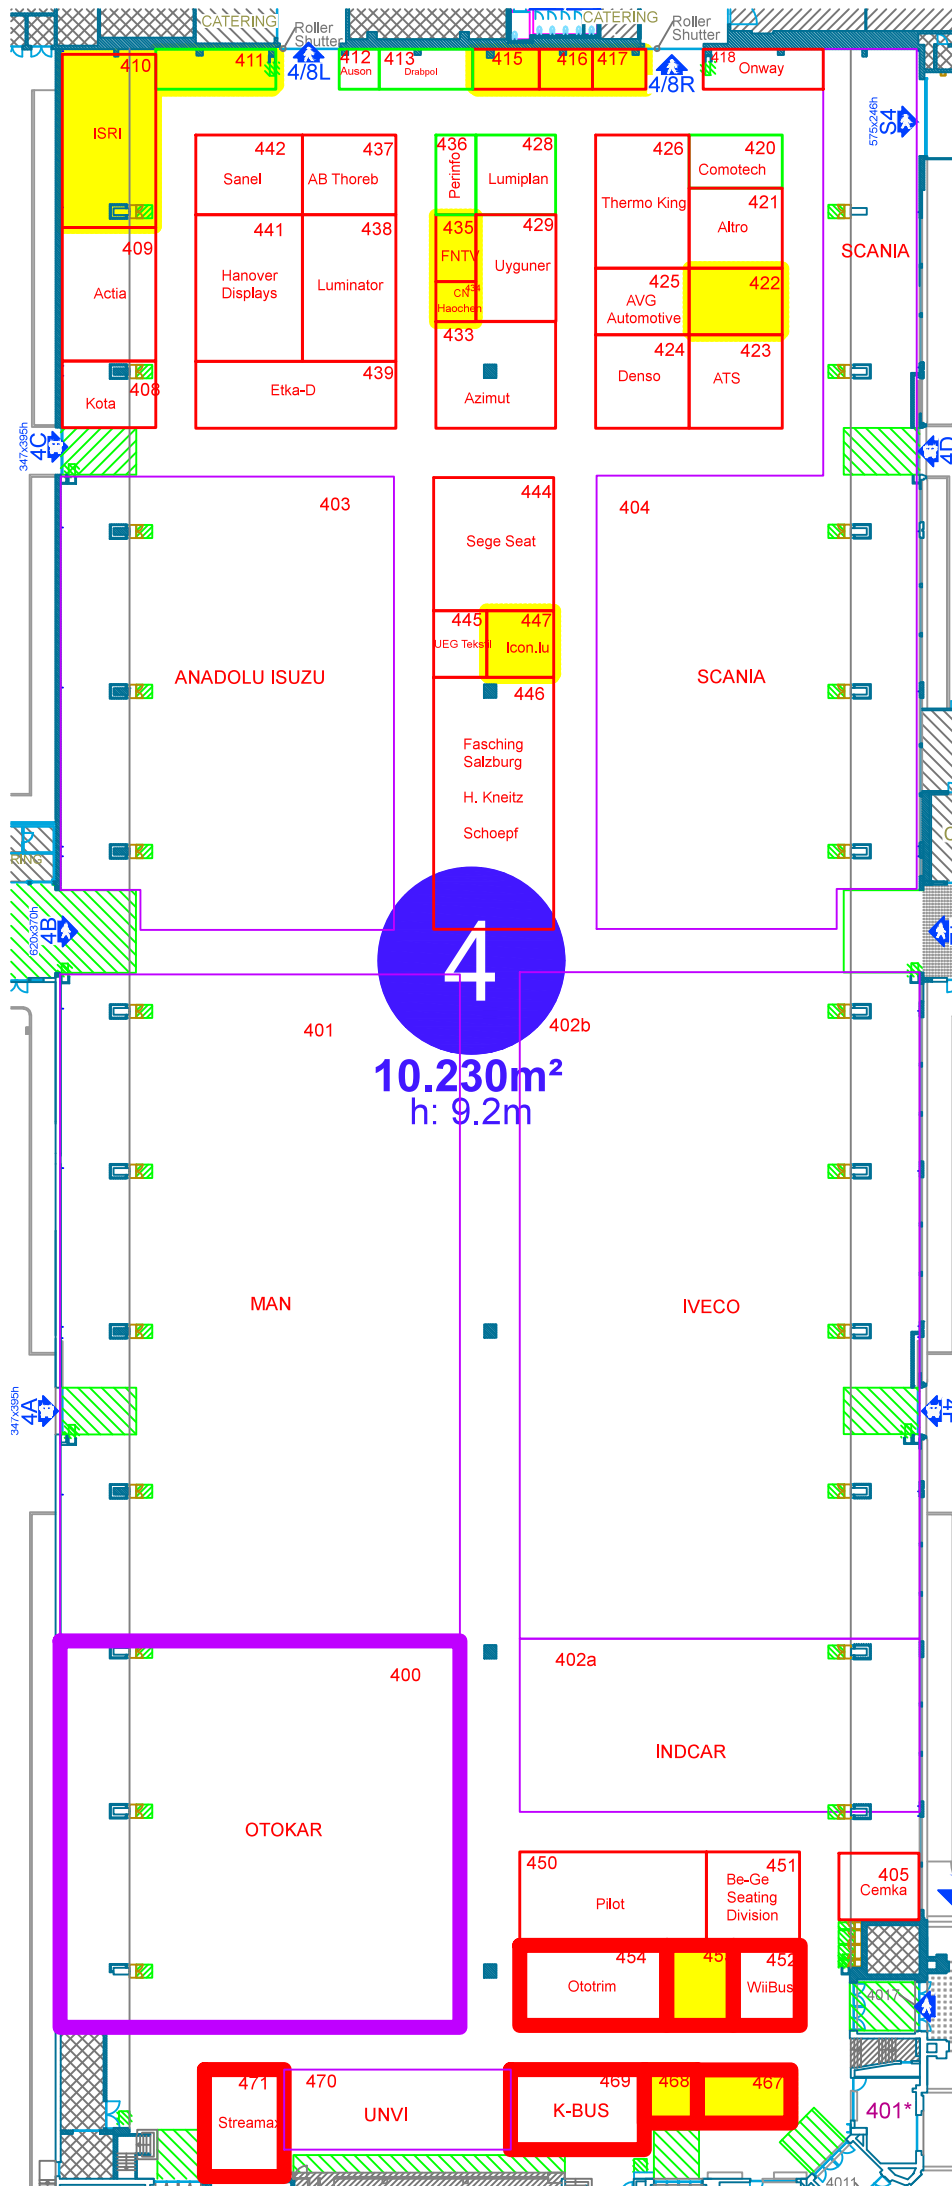 CATERING
Roller
Shutter
CATERING
Roller
Shutter
4/8L
4/8R
410
411
412
Auson
413
Drabpol
415
416
417
418
Onway
ISRI
575x246h
S4
442
Sanel
437
AB Thoreb
436
Perinfo
428
Lumiplan
426
Thermo King
420
Comotech
421
Altro
409
Actia
441
Hanover
Displays
438
Luminator
435
FNTV
434
CN
Haochen
429
Uyguner
SCANIA
425
AVG
Automotive
422
433
Azimut
424
Denso
423
ATS
408
Kota
439
Etka-D
347x395h
4C
4D
403
ANADOLU ISUZU
444
Sege Seat
404
SCANIA
445
UEG Tekstil
447
Icon.lu
446
Fasching
Salzburg
H. Kneitz
Schoepf
RING
620x370h
4B
4
10.230m²
h: 9.2m
401
MAN
402b
IVECO
347x395h
4A
400
OTOKAR
402a
INDCAR
450
Pilot
451
Be-Ge
Seating
Division
405
Cemka
454
Ototrim
452
WiiBus
4017
471
Streamax
470
UNVI
469
K-BUS
468
467
401*
4011